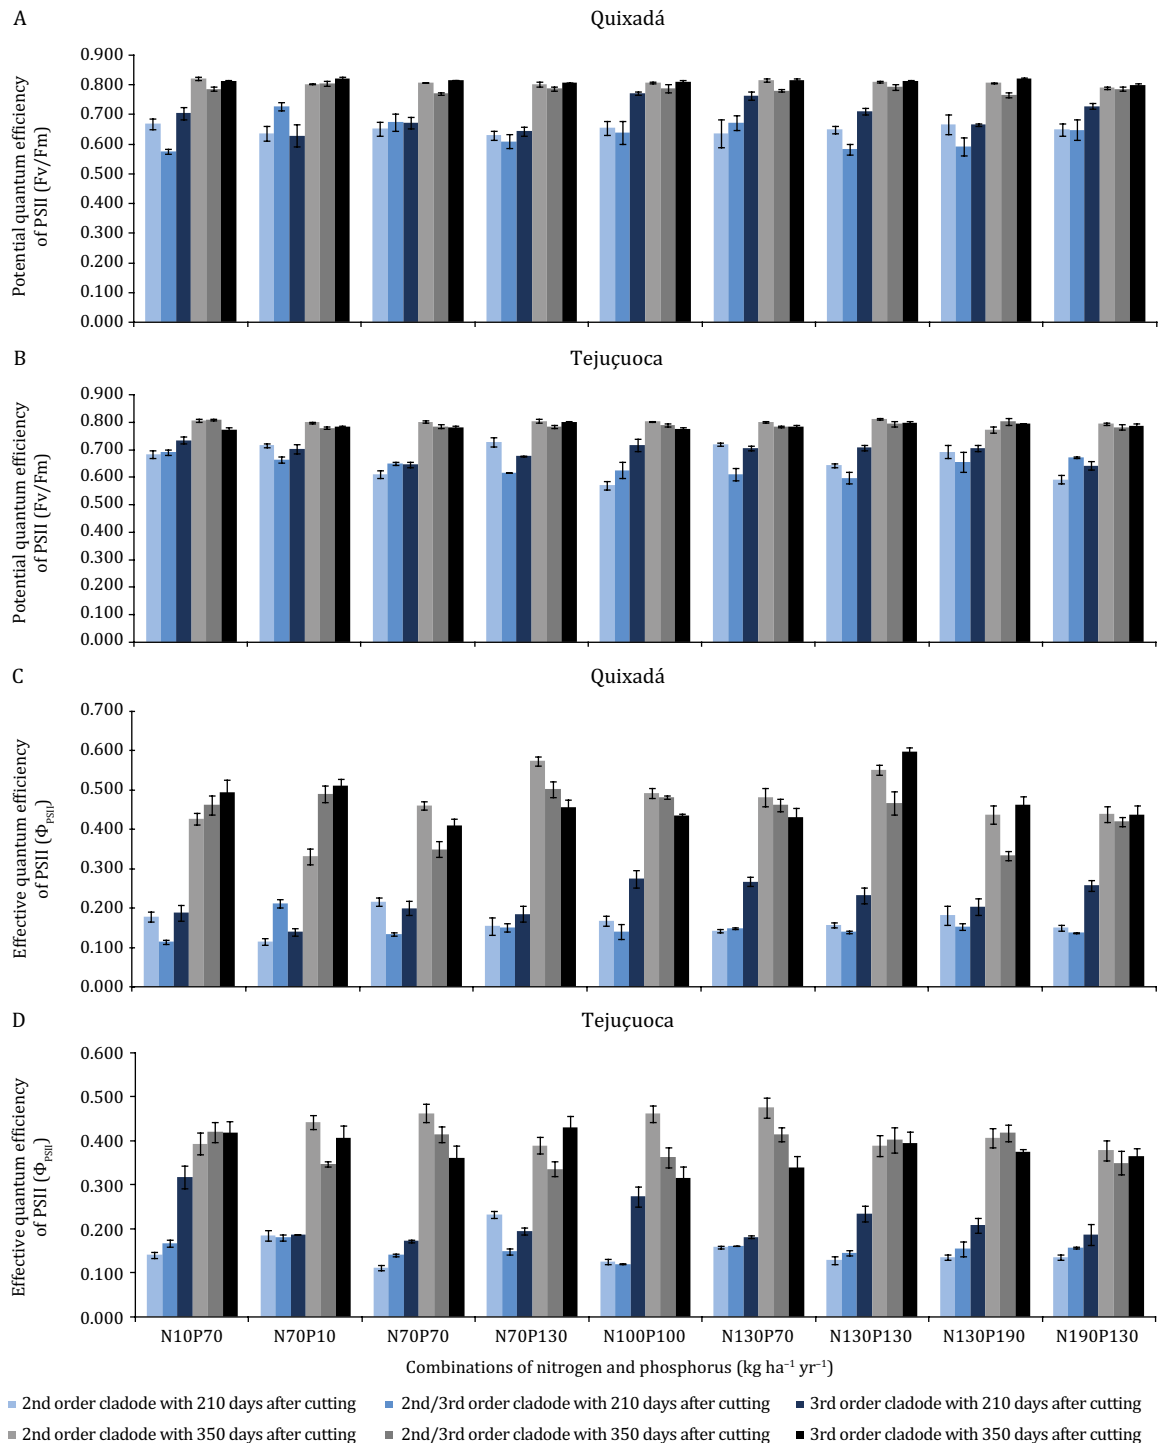 A Quixadá
Potential quantum efficiency
of PSII (Fv/Fm)
0.900
0.800
0.700
0.600
0.500
0.400
0.300
0.200
0.100
0.000
B Tejuçuoca
Potential quantum efficiency
of PSII (Fv/Fm)
0.900
0.800
0.700
0.600
0.500
0.400
0.300
0.200
0.100
0.000
C Quixadá
Effective quantum efficiency
of PSII (ΦPSII)
0.700
0.600
0.500
0.400
0.300
0.200
0.100
0.000
D Tejuçuoca
Effective quantum efficiency
of PSII (ΦPSII)
0.600
0.500
0.400
0.300
0.200
0.100
0.000
N10P70 N70P10 N70P70 N70P130 N100P100 N130P70 N130P130 N130P190 N190P130
Combinations of nitrogen and phosphorus (kg ha⁻¹ yr⁻¹)
2nd order cladode with 210 days after cutting 2nd/3rd order cladode with 210 days after cutting 3rd order cladode with 210 days after cutting
2nd order cladode with 350 days after cutting 2nd/3rd order cladode with 350 days after cutting 3rd order cladode with 350 days after cutting